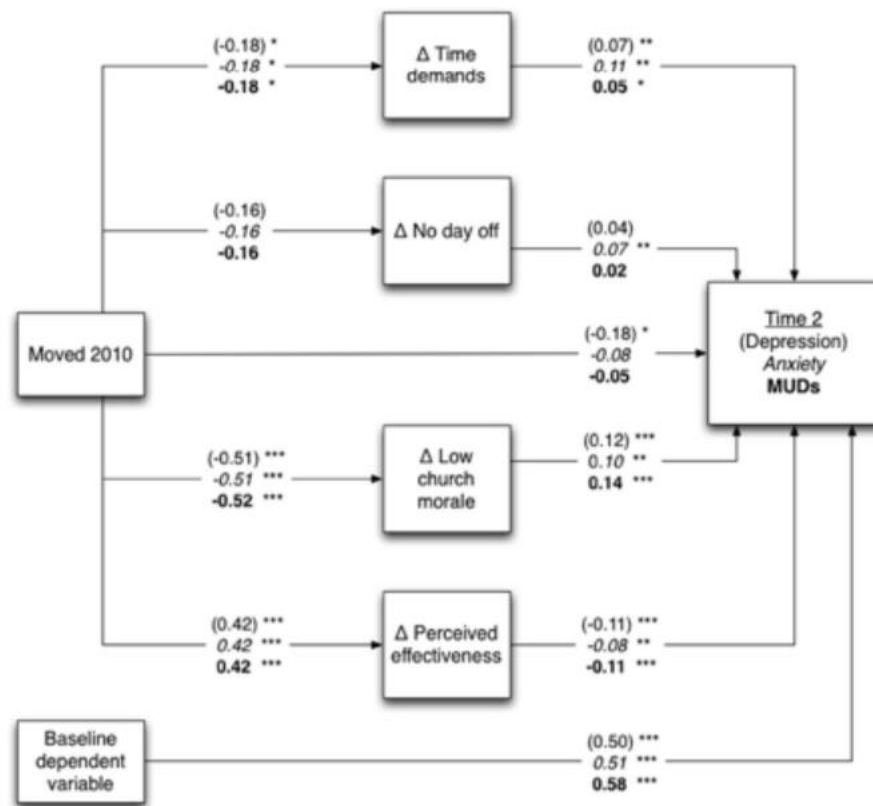 (-0.18) *
-0.18 *
-0.18 *
Δ Time
demands
(0.07) **
0.11 **
0.05 *
(-0.16)
-0.16
-0.16
Δ No day off
(0.04)
0.07 **
0.02
Moved 2010
(-0.18) *
-0.08
-0.05
Time 2
(Depression)
Anxiety
MUDs
(-0.51) ***
-0.51 ***
-0.52 ***
Δ Low
church
morale
(0.12) ***
0.10 **
0.14 ***
(0.42) ***
0.42 ***
0.42 ***
Δ Perceived
effectiveness
(-0.11) ***
-0.08 **
-0.11 ***
Baseline
dependent
variable
(0.50) ***
0.51 ***
0.58 ***